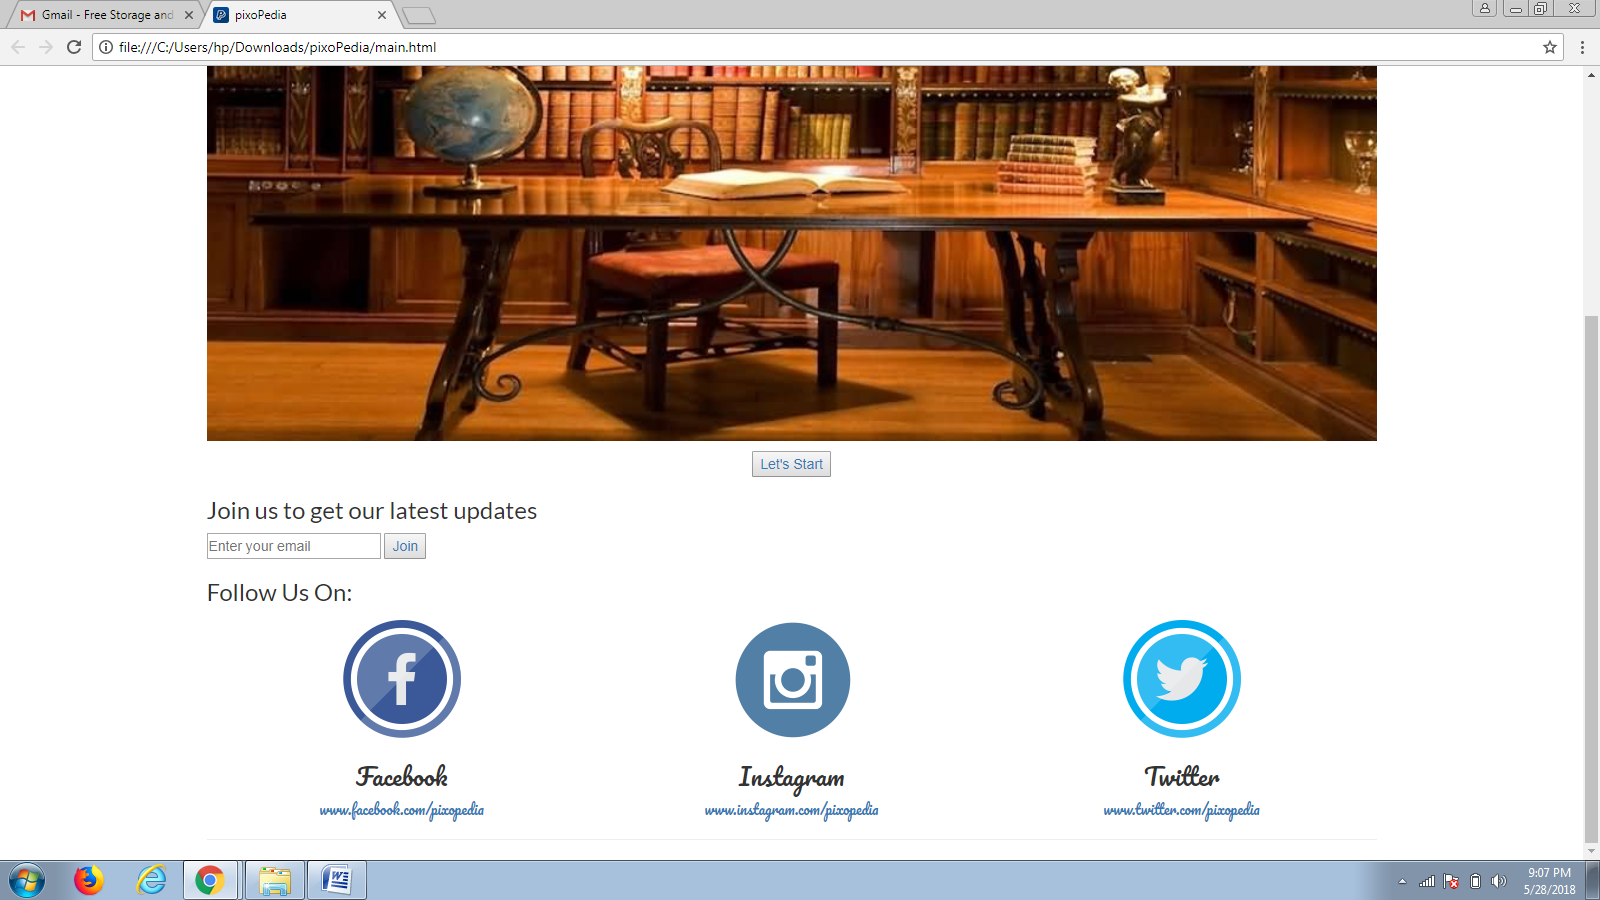 Gmail - Free Storage and
pixoPedia
file:///C:/Users/hp/Downloads/pixoPedia/main.html
Let's Start
Join us to get our latest updates
Enter your email
Join
Follow Us On:
Facebook
Instagram
Twitter
www.facebook.com/pixopedia
www.instagram.com/pixopedia
www.twitter.com/pixopedia
9:07 PM
5/28/2018